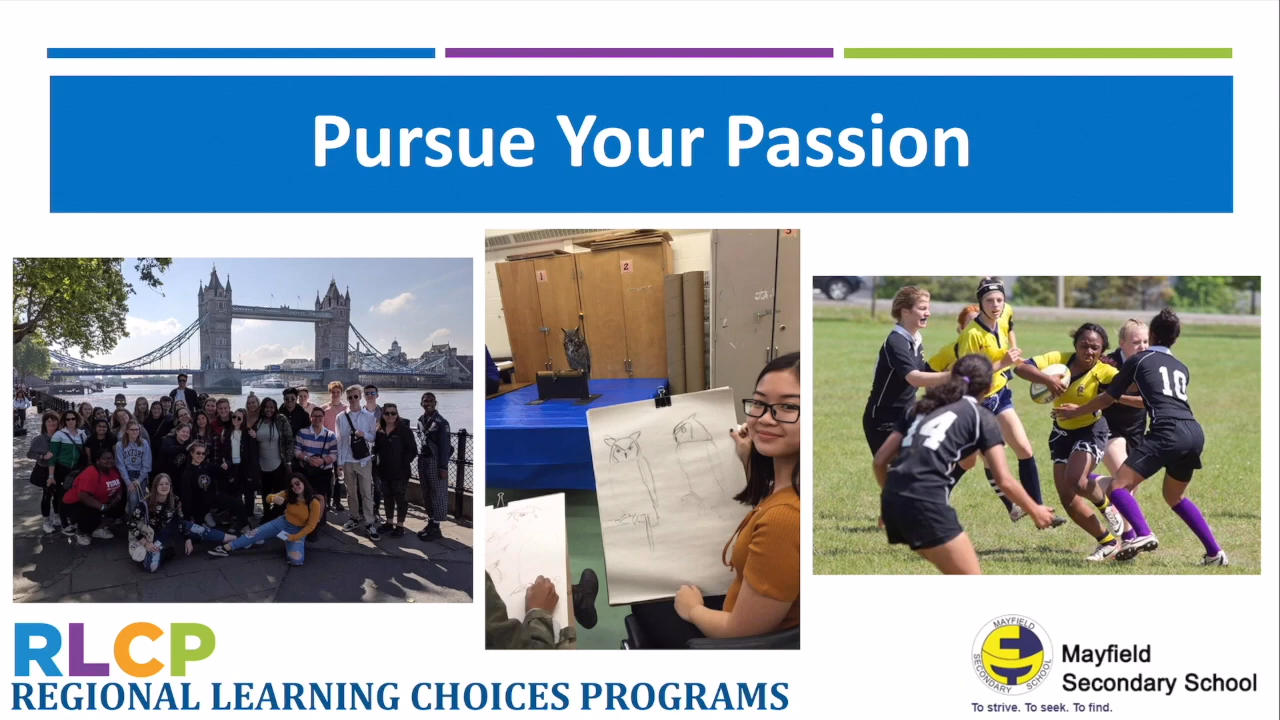 Pursue Your Passion
1
2
14
10
RLCP
REGIONAL LEARNING CHOICES PROGRAMS
MAYFIELD SECONDARY SCHOOL
Mayfield
Secondary School
To strive. To seek. To find.